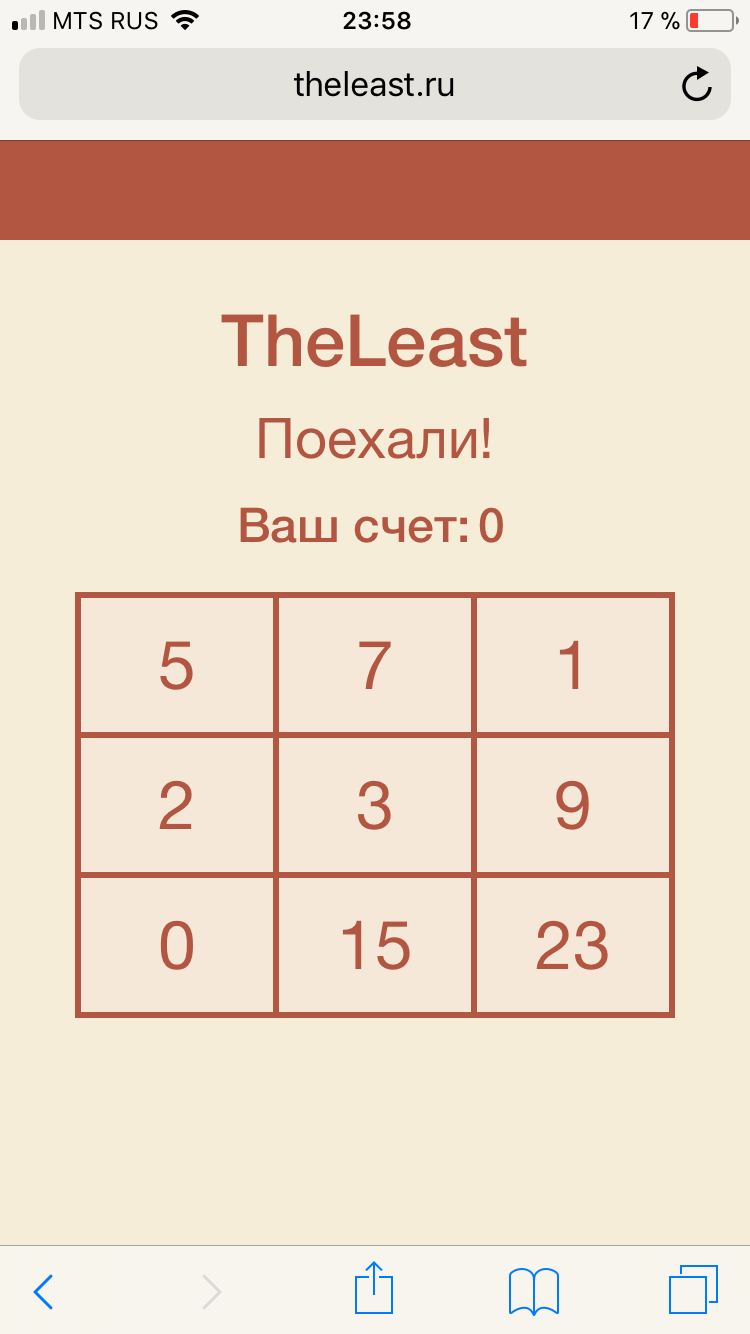 MTS RUS 23:58 17 %
theleast.ru
TheLeast
Поехали!
Ваш счет: 0
5 7 1
2 3 9
0 15 23